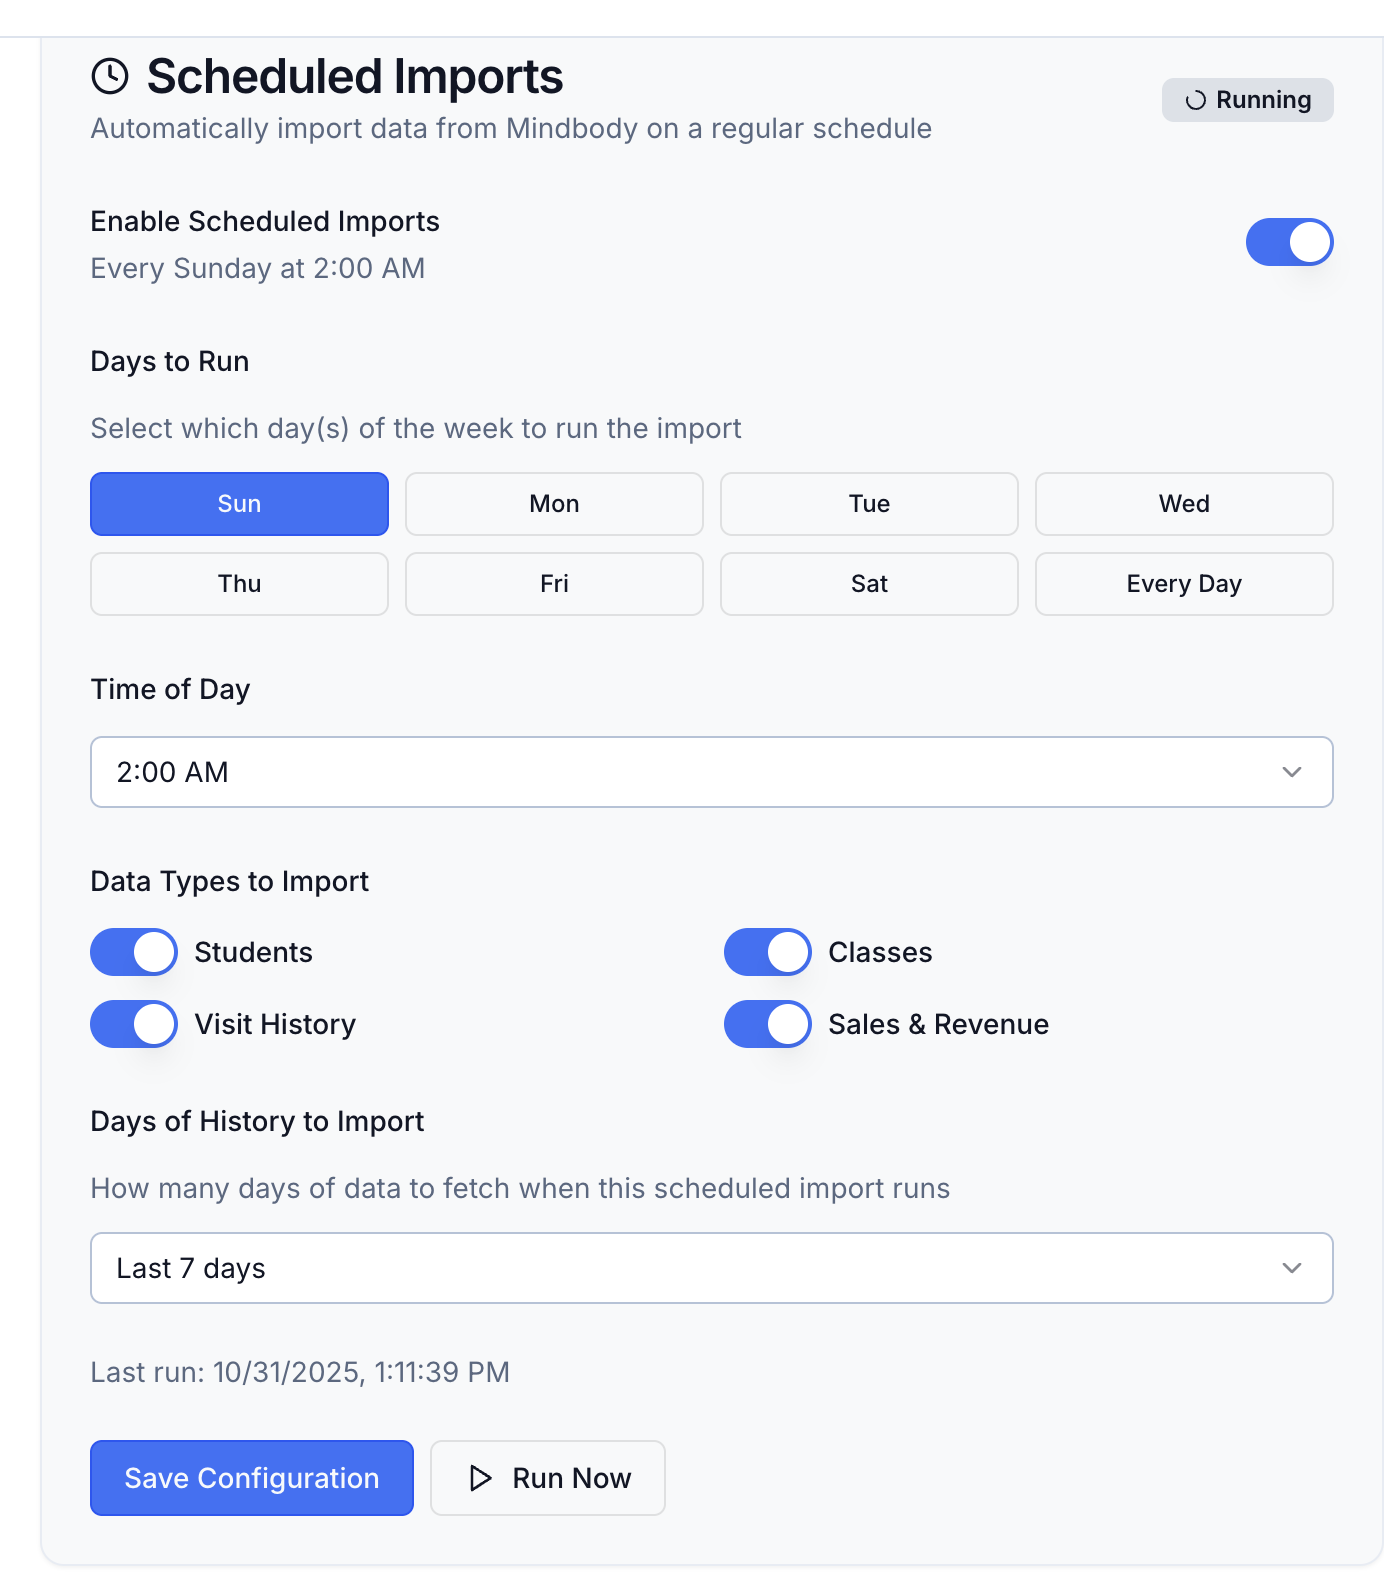 Scheduled Imports
Running
Automatically import data from Mindbody on a regular schedule
Enable Scheduled Imports
Every Sunday at 2:00 AM
Days to Run
Select which day(s) of the week to run the import
Sun
Mon
Tue
Wed
Thu
Fri
Sat
Every Day
Time of Day
2:00 AM
Data Types to Import
Students
Classes
Visit History
Sales & Revenue
Days of History to Import
How many days of data to fetch when this scheduled import runs
Last 7 days
Last run: 10/31/2025, 1:11:39 PM
Save Configuration
Run Now